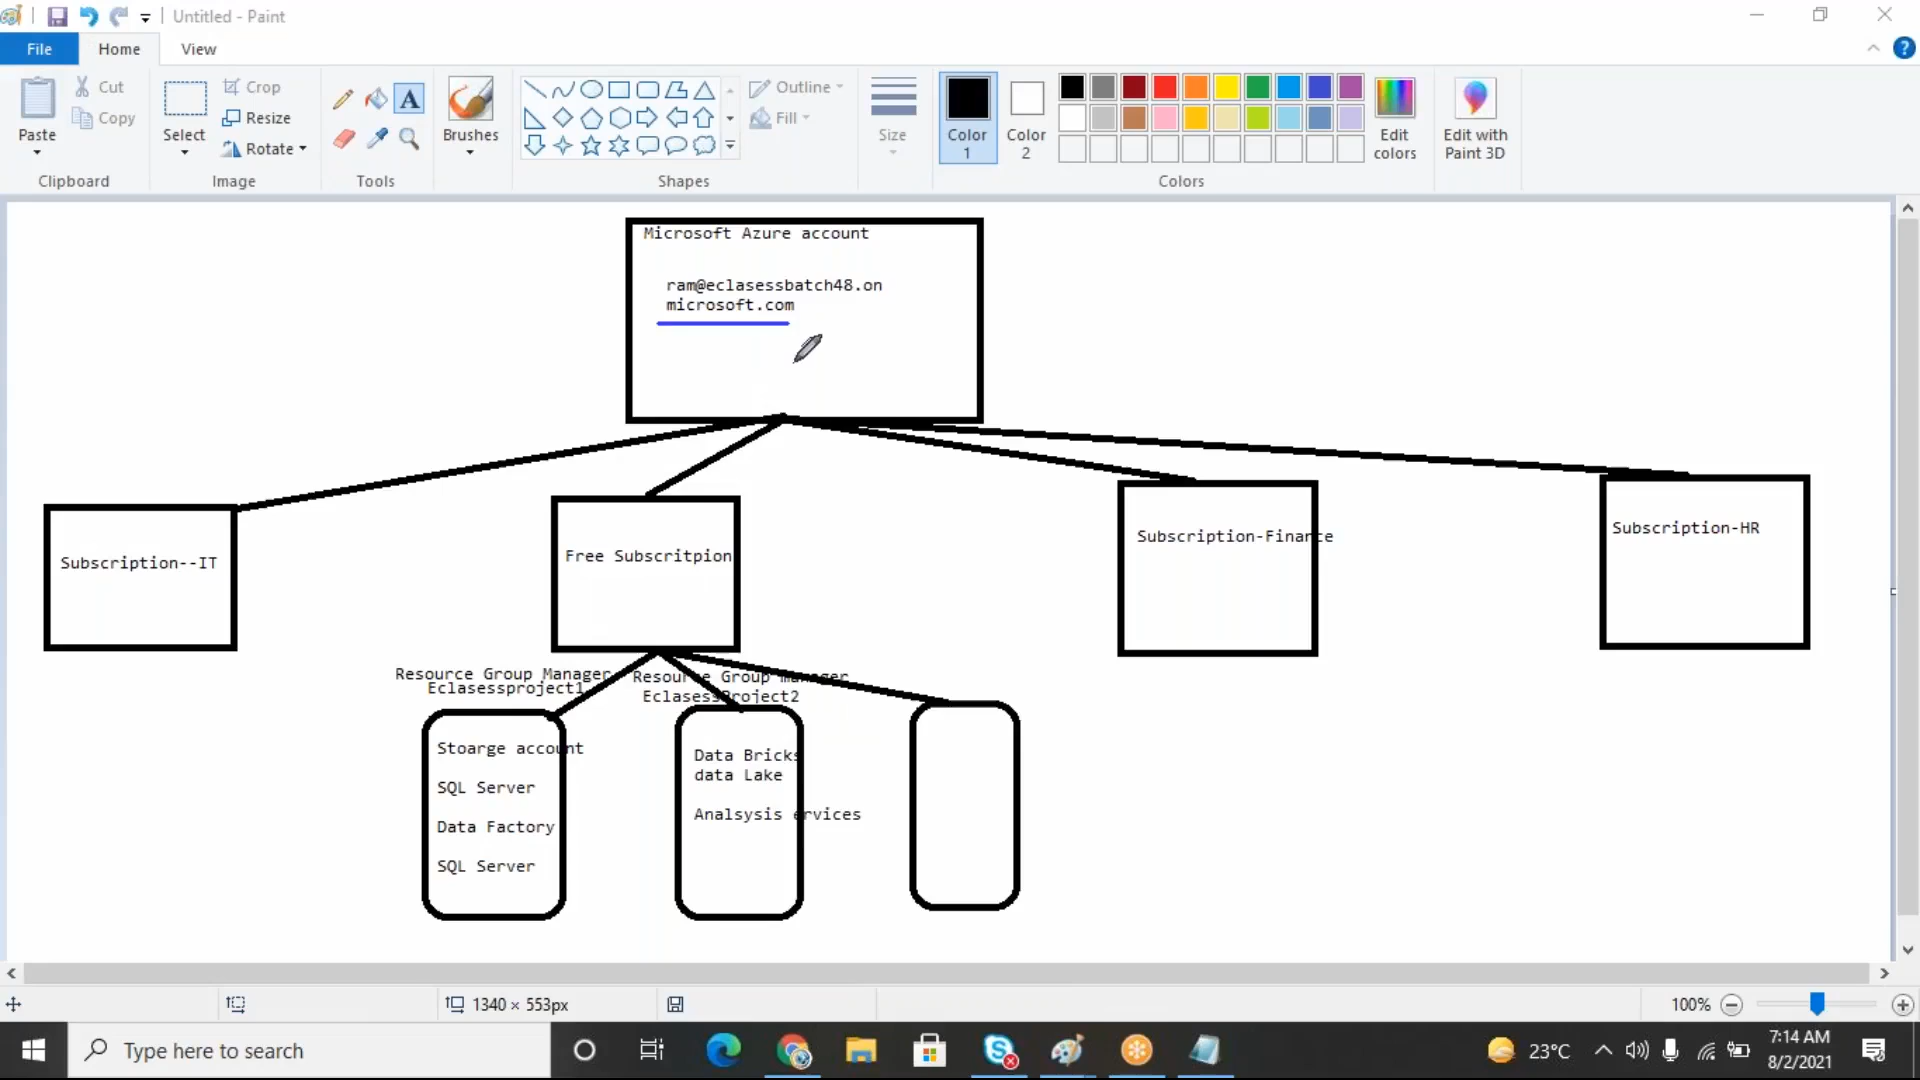 Untitled - Paint
File
Home
View
Paste
Cut
Copy
Clipboard
Select
Crop
Resize
Rotate
Image
Tools
Brushes
Shapes
Outline
Fill
Size
Color
1
Color
2
Edit
colors
Colors
Edit with
Paint 3D
Microsoft Azure account
ram@eclasessbatch48.on
microsoft.com
Subscription--IT
Free Subscritpion
Subscription-Finance
Subscription-HR
Resource Group Manager
Eclasessproject1
Resource Group manager
EclasessProject2
Stoarge account
SQL Server
Data Factory
SQL Server
Data Bricks
data Lake
Analsysis ervices
1340 × 553px
100%
Type here to search
23°C
7:14 AM
8/2/2021